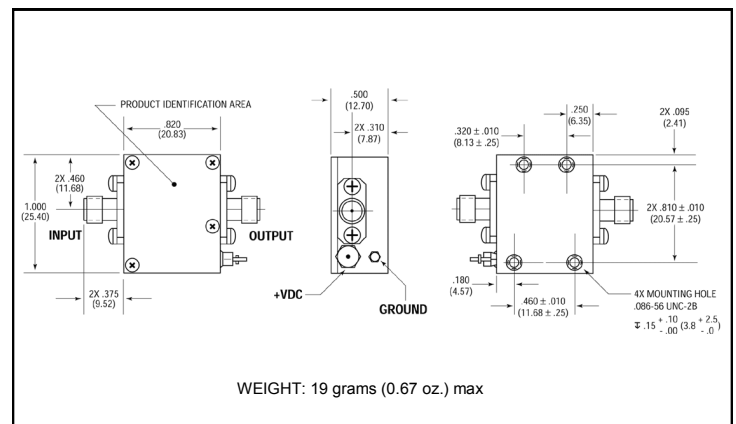 PRODUCT IDENTIFICATION AREA
.820
(20.83)
2X .460
(11.68)
1.000
(25.40)
INPUT
OUTPUT
2X .375
(9.52)
.500
(12.70)
2X .310
(7.87)
+VDC
GROUND
.250
(6.35)
.320 ± .010
(8.13 ± .25)
2X .095
(2.41)
2X .810 ± .010
(20.57 ± .25)
.180
(4.57)
.460 ± .010
(11.68 ± .25)
4X MOUNTING HOLE
.086-56 UNC-2B
↧ .15 + .10 - .00 (3.8 + 2.5 - .0)
WEIGHT: 19 grams (0.67 oz.) max